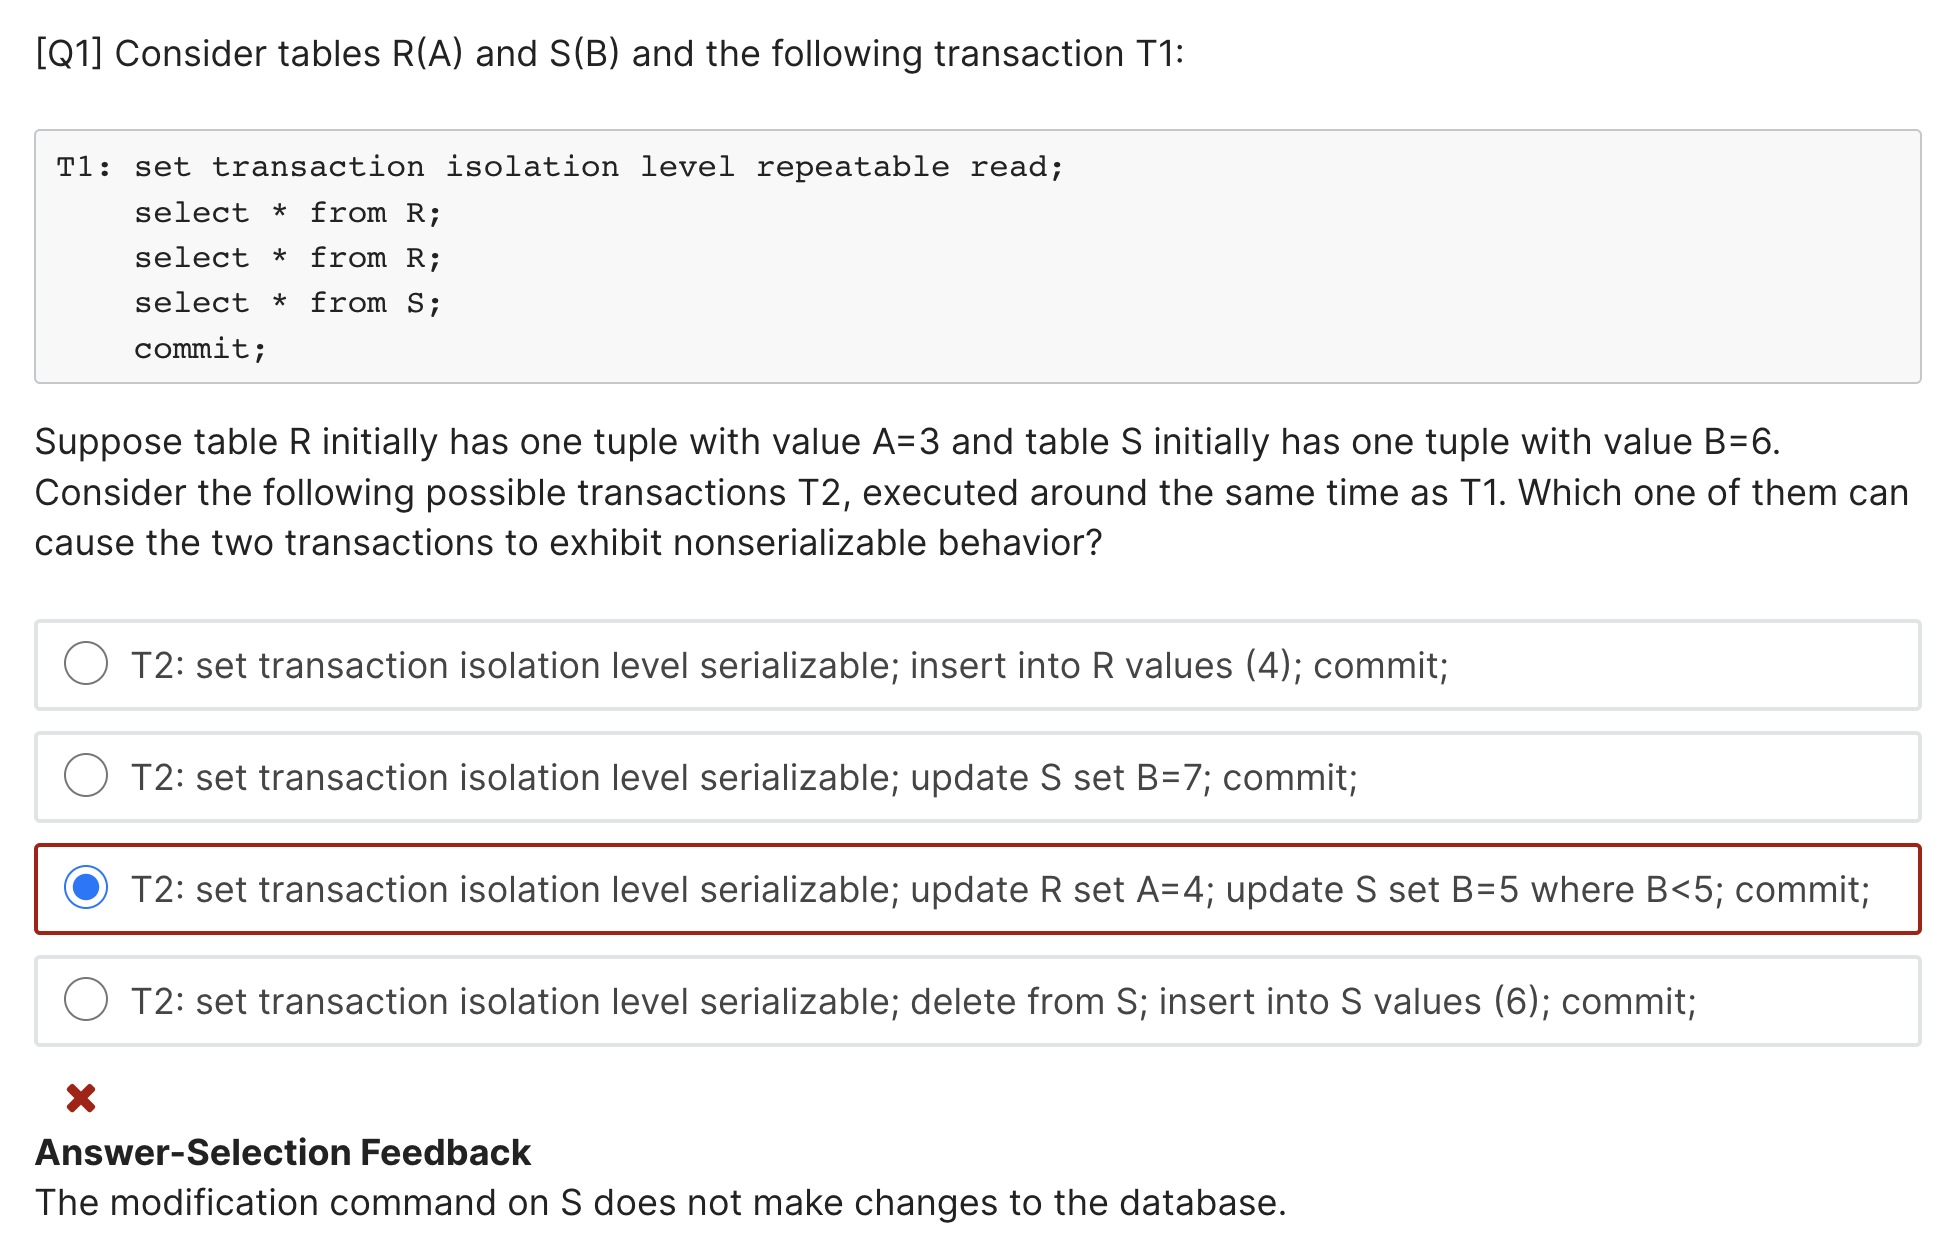 [Q1] Consider tables R(A) and S(B) and the following transaction T1:
T1: set transaction isolation level repeatable read;
select * from R;
select * from R;
select * from S;
commit;
Suppose table R initially has one tuple with value A=3 and table S initially has one tuple with value B=6.
Consider the following possible transactions T2, executed around the same time as T1. Which one of them can
cause the two transactions to exhibit nonserializable behavior?
T2: set transaction isolation level serializable; insert into R values (4); commit;
T2: set transaction isolation level serializable; update S set B=7; commit;
T2: set transaction isolation level serializable; update R set A=4; update S set B=5 where B<5; commit;
T2: set transaction isolation level serializable; delete from S; insert into S values (6); commit;
Answer-Selection Feedback
The modification command on S does not make changes to the database.